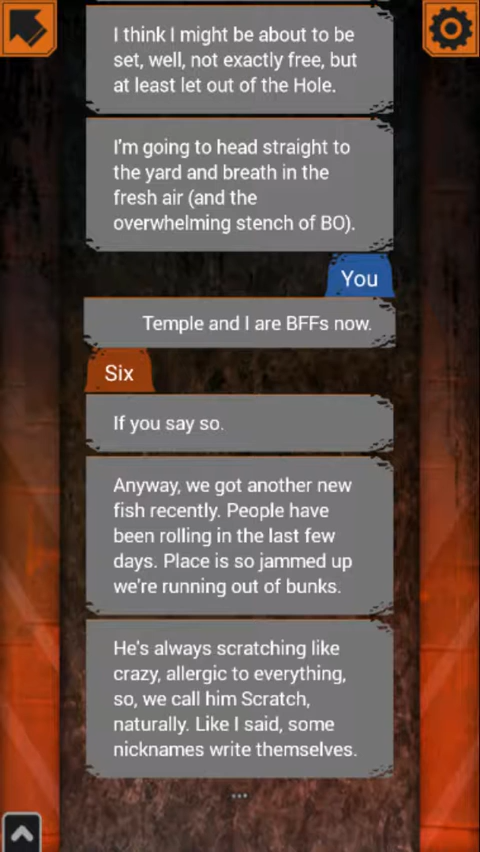 I think I might be about to be
set, well, not exactly free, but
at least let out of the Hole.
I'm going to head straight to
the yard and breath in the
fresh air (and the
overwhelming stench of BO).
You
Temple and I are BFFs now.
Six
If you say so.
Anyway, we got another new
fish recently. People have
been rolling in the last few
days. Place is so jammed up
we're running out of bunks.
He's always scratching like
crazy, allergic to everything,
so, we call him Scratch,
naturally. Like I said, some
nicknames write themselves.
...